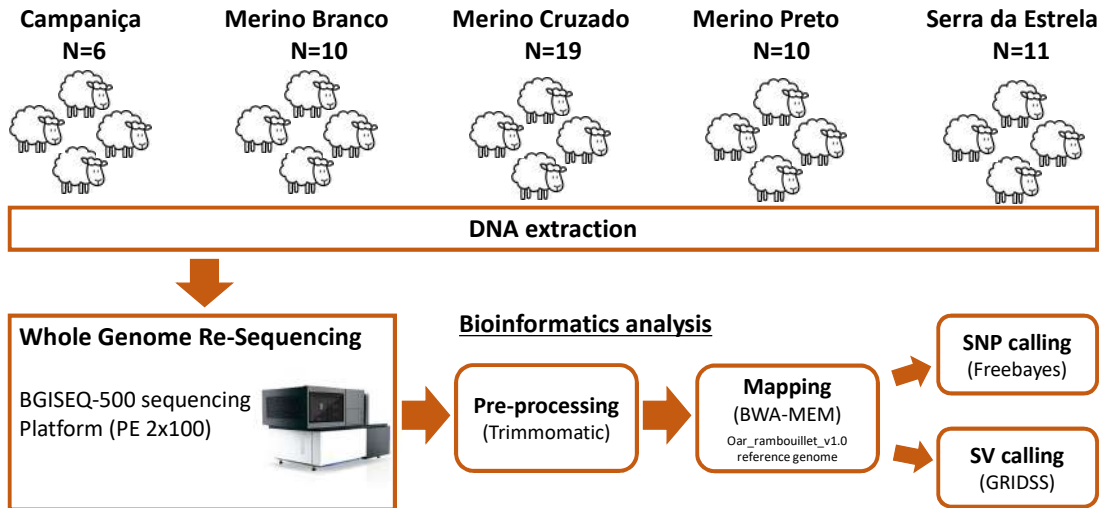 Campaniça
N=6
Merino Branco
N=10
Merino Cruzado
N=19
Merino Preto
N=10
Serra da Estrela
N=11
DNA extraction
Whole Genome Re-Sequencing
BGISEQ-500 sequencing
Platform (PE 2x100)
Bioinformatics analysis
Pre-processing
(Trimmomatic)
Mapping
(BWA-MEM)
Oar_rambouillet_v1.0
reference genome
SNP calling
(Freebayes)
SV calling
(GRIDSS)